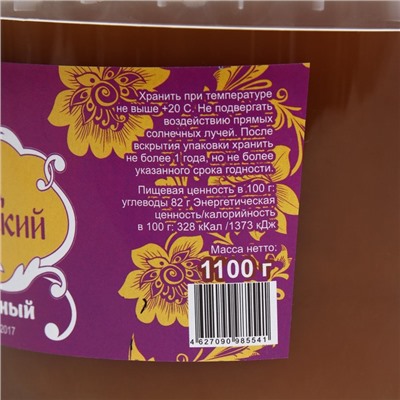 Хранить при температуре
не выше +20 С. Не подвергать
воздействию прямых
солнечных лучей. После
вскрытия упаковки хранить
не более 1 года, но не более
указанного срока годности.
Пищевая ценность в 100 г:
углеводы 82 г Энергетическая
ценность/калорийность
в 100 г: 328 кКал /1373 кДж
Масса нетто:
1100 г
кий
ный
2017
4 627090 985541